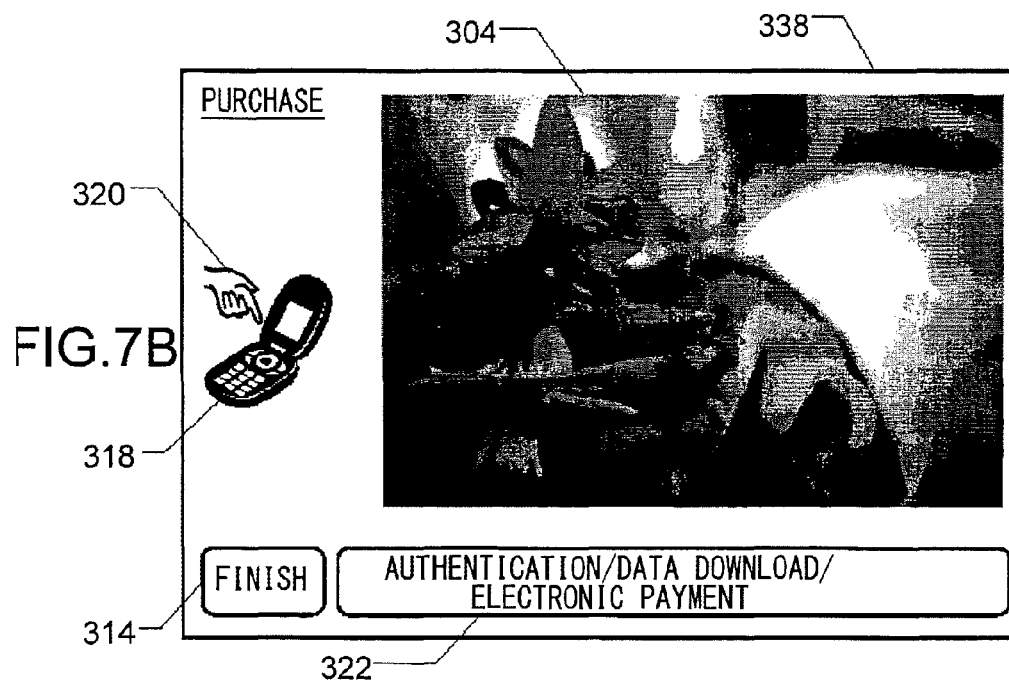 304
338
PURCHASE
320
FIG.7B
318
FINISH
AUTHENTICATION/DATA DOWNLOAD/
ELECTRONIC PAYMENT
314
322